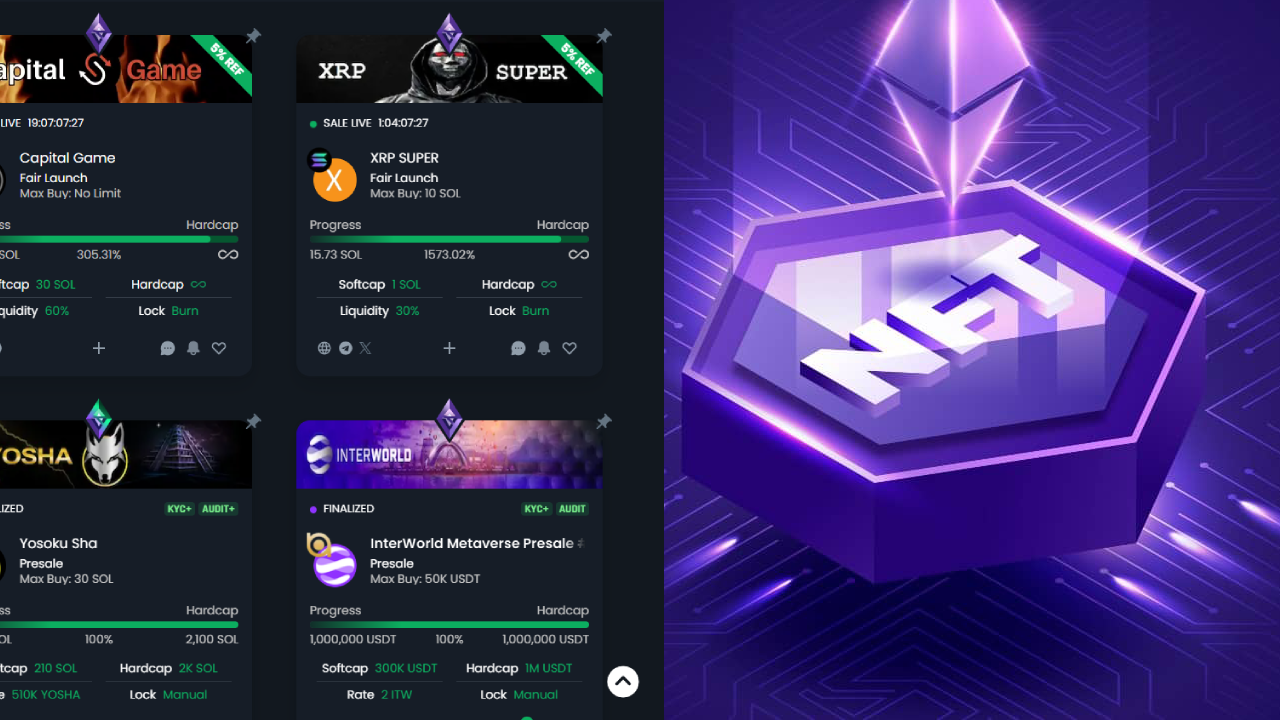 apital Game
5% REF
LIVE 19:07:07:27
Capital Game
Fair Launch
Max Buy: No Limit
ss Hardcap
SOL 305.31%
ftcap 30 SOL Hardcap
quidity 60% Lock Burn
XRP SUPER
5% REF
SALE LIVE 1:04:07:27
X
XRP SUPER
Fair Launch
Max Buy: 10 SOL
Progress Hardcap
15.73 SOL 1573.02%
Softcap 1 SOL Hardcap
Liquidity 30% Lock Burn
YOSHA
IZED KYC+ AUDIT+
Yosoku Sha
Presale
Max Buy: 30 SOL
ss Hardcap
OL 100% 2,100 SOL
tcap 210 SOL Hardcap 2K SOL
e 510K YOSHA Lock Manual
INTERWORLD
FINALIZED KYC+ AUDIT
InterWorld Metaverse Presale
Presale
Max Buy: 50K USDT
Progress Hardcap
1,000,000 USDT 100% 1,000,000 USDT
Softcap 300K USDT Hardcap 1M USDT
Rate 2 ITW Lock Manual
NFT